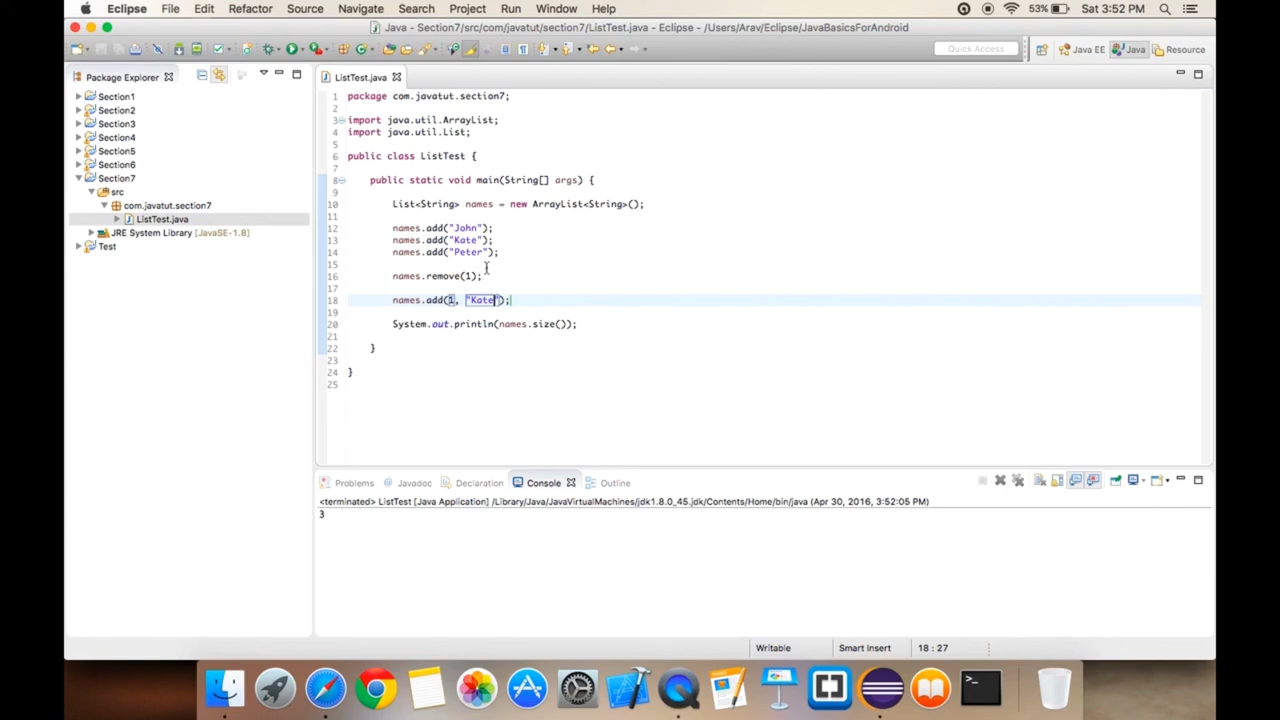 Eclipse File Edit Source Refactor Navigate Search Project Run Window Help 53% Sat 3:52 PM
Java - Section7/src/com/javatut/section7/ListTest.java - Eclipse - /Users/Arav/Eclipse/JavaBasicsForAndroid
Quick Access Java EE Java Resource
Package Explorer
Section1
Section2
Section3
Section4
Section5
Section6
Section7
src
com.javatut.section7
ListTest.java
JRE System Library [JavaSE-1.8]
Test
ListTest.java
1 package com.javatut.section7;
2
3 import java.util.ArrayList;
4 import java.util.List;
5
6 public class ListTest {
7
8 public static void main(String[] args) {
9
10 List<String> names = new ArrayList<String>();
11
12 names.add("John");
13 names.add("Kate");
14 names.add("Peter");
15
16 names.remove(1);
17
18 names.add(1, "Kate");
19
20 System.out.println(names.size());
21
22 }
23
24 }
25
Problems Javadoc Declaration Console Outline
<terminated> ListTest [Java Application] /Library/Java/JavaVirtualMachines/jdk1.8.0_45.jdk/Contents/Home/bin/java (Apr 30, 2016, 3:52:05 PM)
3
Writable Smart Insert 18 : 27